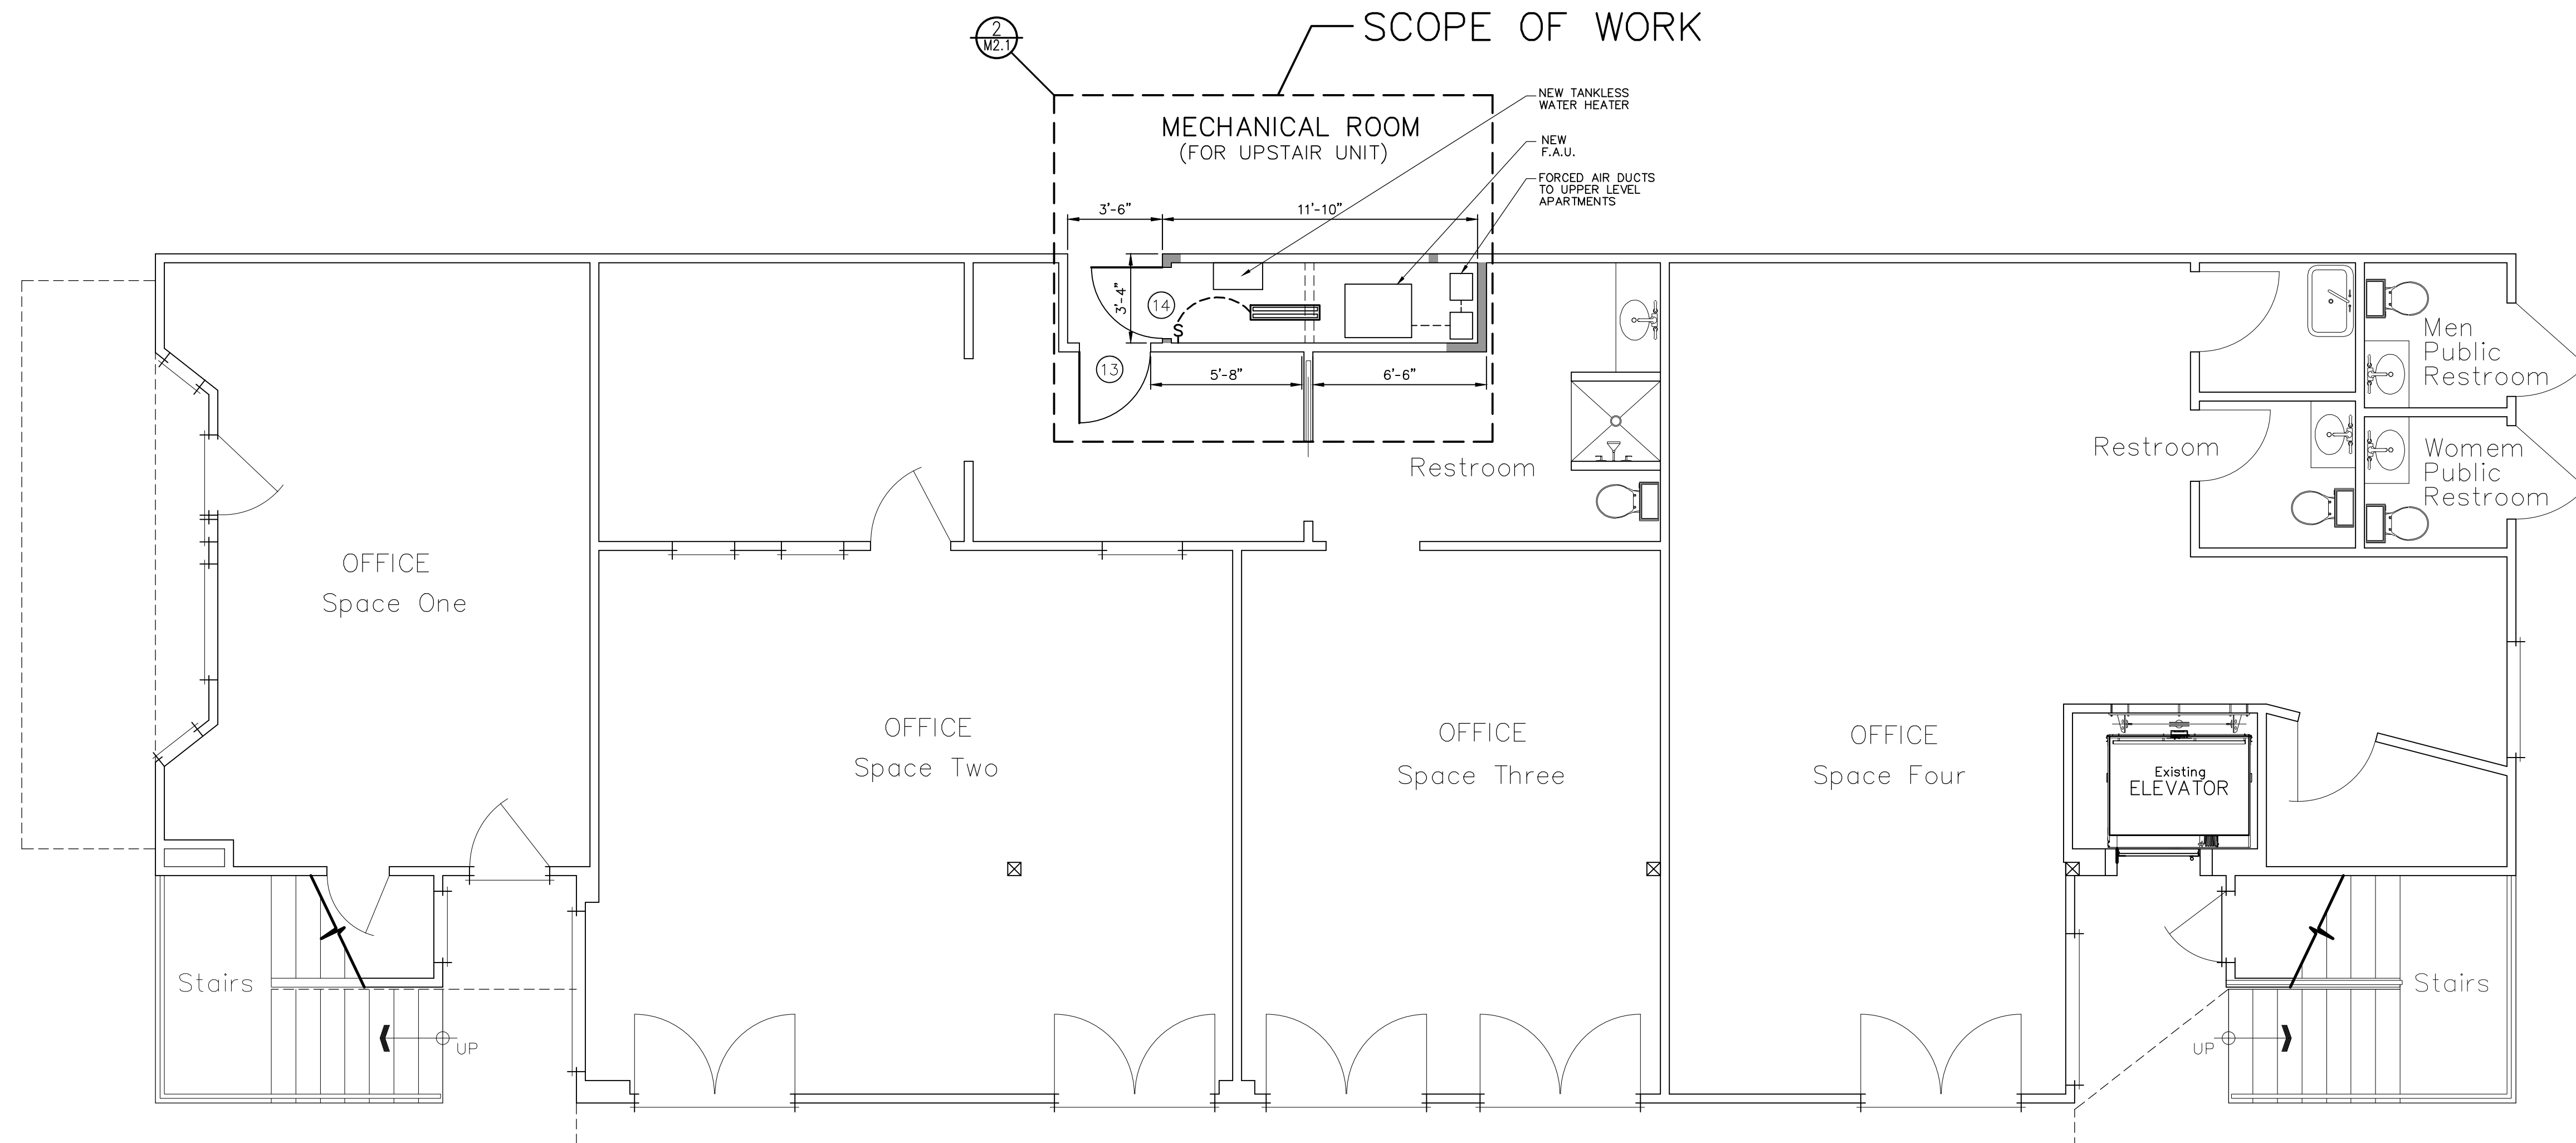 SCOPE OF WORK
2
M2.1
NEW TANKLESS
WATER HEATER
MECHANICAL ROOM
(FOR UPSTAIR UNIT)
NEW
F.A.U.
FORCED AIR DUCTS
TO UPPER LEVEL
APARTMENTS
3'-6"
11'-10"
3'-4"
14
S
13
5'-8"
6'-6"
Men
Public
Restroom
Restroom
Restroom
Womem
Public
Restroom
OFFICE
Space One
OFFICE
Space Two
OFFICE
Space Three
OFFICE
Space Four
Existing
ELEVATOR
Stairs
UP
UP
Stairs